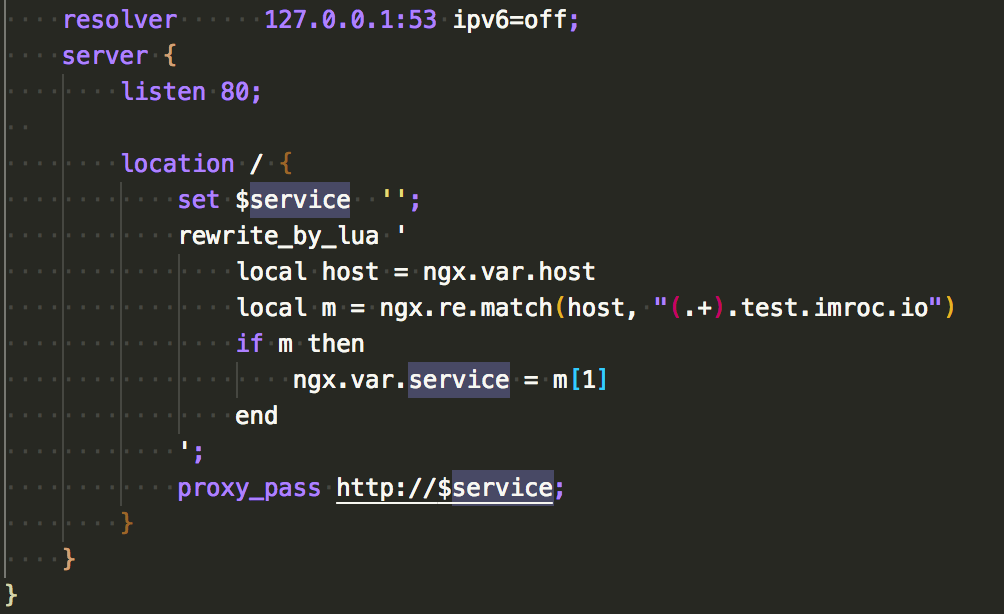 resolver       127.0.0.1:53 ipv6=off;
server {
listen 80;
location / {
set $service  '';
rewrite_by_lua '
local host = ngx.var.host
local m = ngx.re.match(host, "(.+).test.imroc.io")
if m then
ngx.var.service = m[1]
end
';
proxy_pass http://$service;
}
}
}